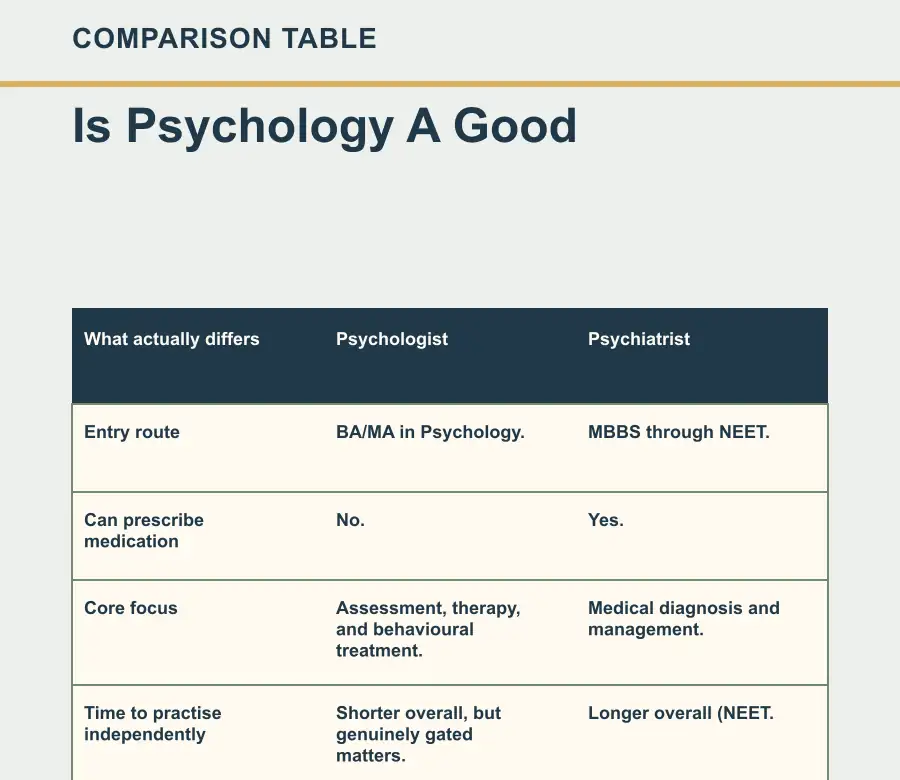 COMPARISON TABLE
Is Psychology A Good
What actually differs
Psychologist
Psychiatrist
Entry route
BA/MA in Psychology.
MBBS through NEET.
Can prescribe
medication
No.
Yes.
Core focus
Assessment, therapy,
and behavioural
treatment.
Medical diagnosis and
management.
Time to practise
independently
Shorter overall, but
genuinely gated
matters.
Longer overall (NEET.